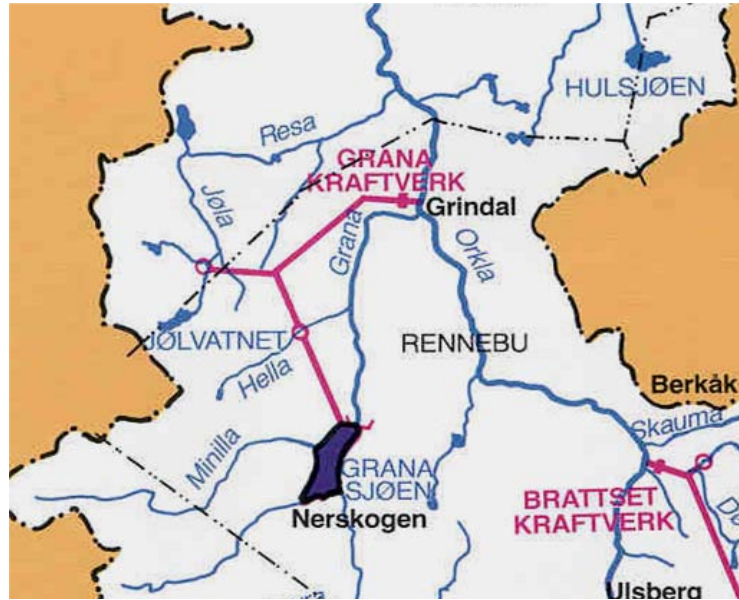 HULSJØEN
Resa
GRANA
KRAFTVERK
Jøla
Grindal
Grana
Orkla
JØLVATNET
RENNEBU
Hella
Berkåk
Skauma
Minilla
GRANA
SJØEN
BRATTSET
KRAFTVERK
Nerskogen
Ulsberg